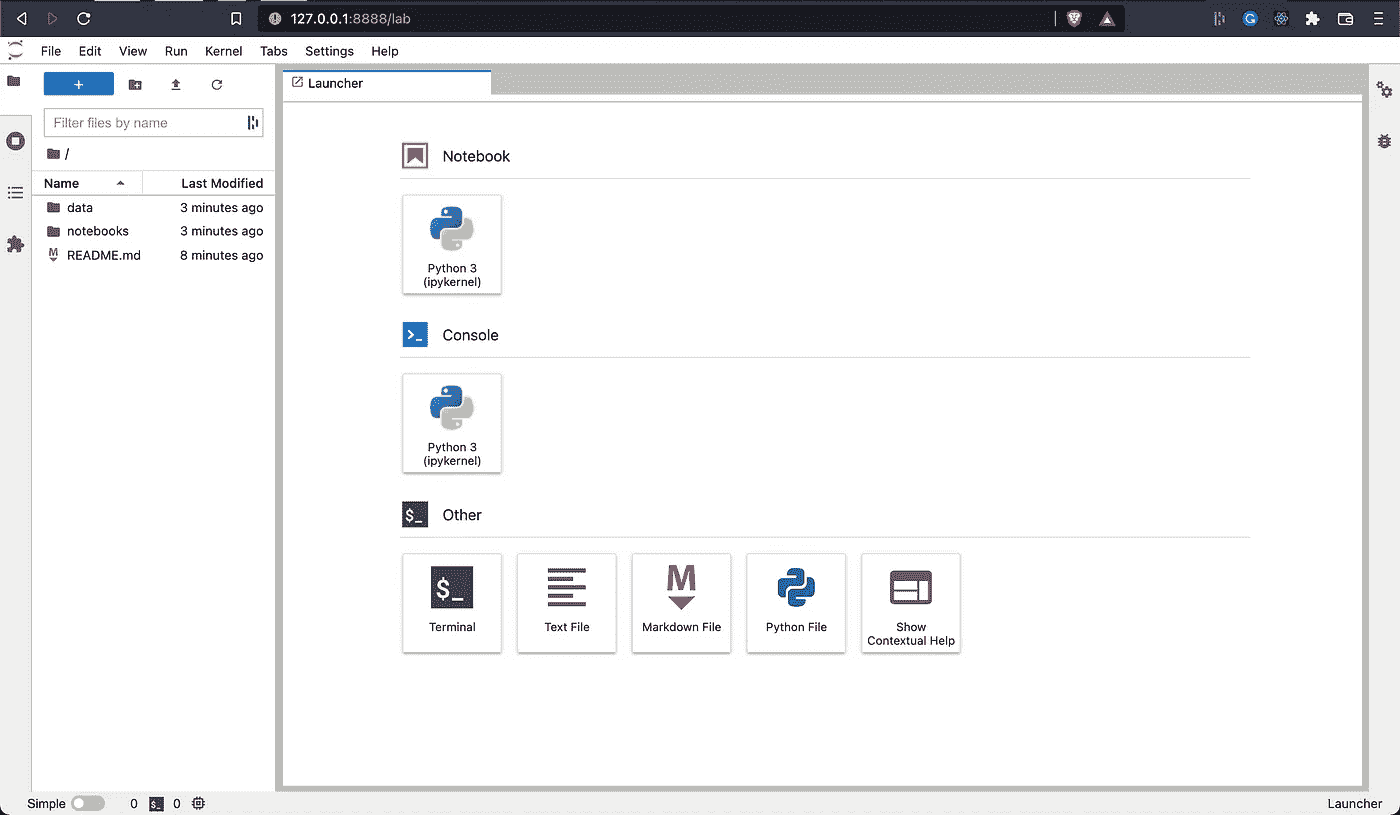 127.0.0.1:8888/lab
File Edit View Run Kernel Tabs Settings Help
+
Launcher
Filter files by name
/
Name Last Modified
data 3 minutes ago
notebooks 3 minutes ago
README.md 8 minutes ago
Notebook
Python 3
(ipykernel)
Console
Python 3
(ipykernel)
$_ Other
$_
Terminal
Text File
M
Markdown File
Python File
Show
Contextual Help
Simple 0 $_ 0
Launcher